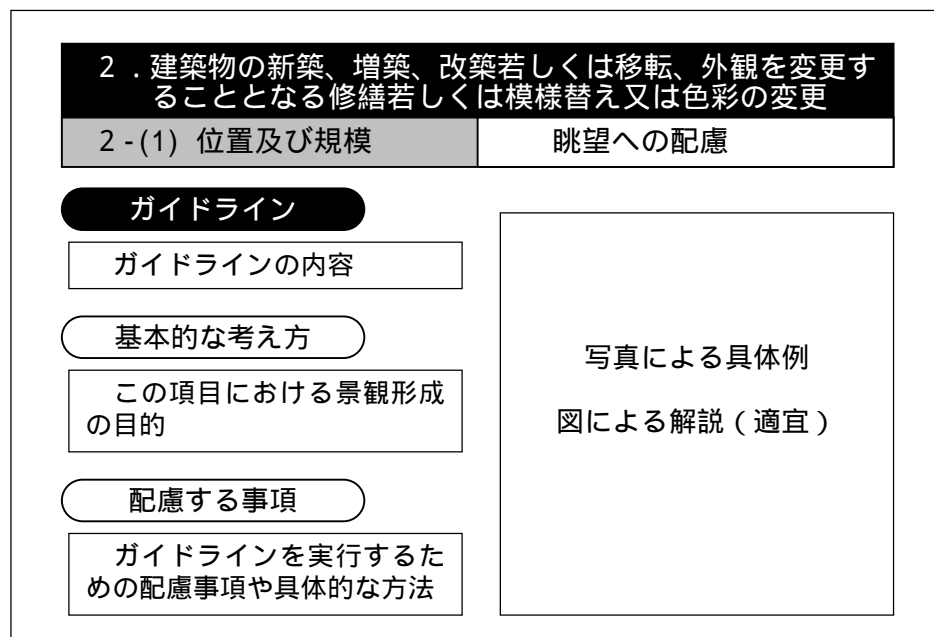 2．建築物の新築、増築、改築若しくは移転、外観を変更す
ることとなる修繕若しくは模様替え又は色彩の変更
2-(1) 位置及び規模
眺望への配慮
ガイドライン
ガイドラインの内容
基本的な考え方
この項目における景観形成
の目的
配慮する事項
ガイドラインを実行するた
めの配慮事項や具体的な方法
写真による具体例
図による解説（適宜）